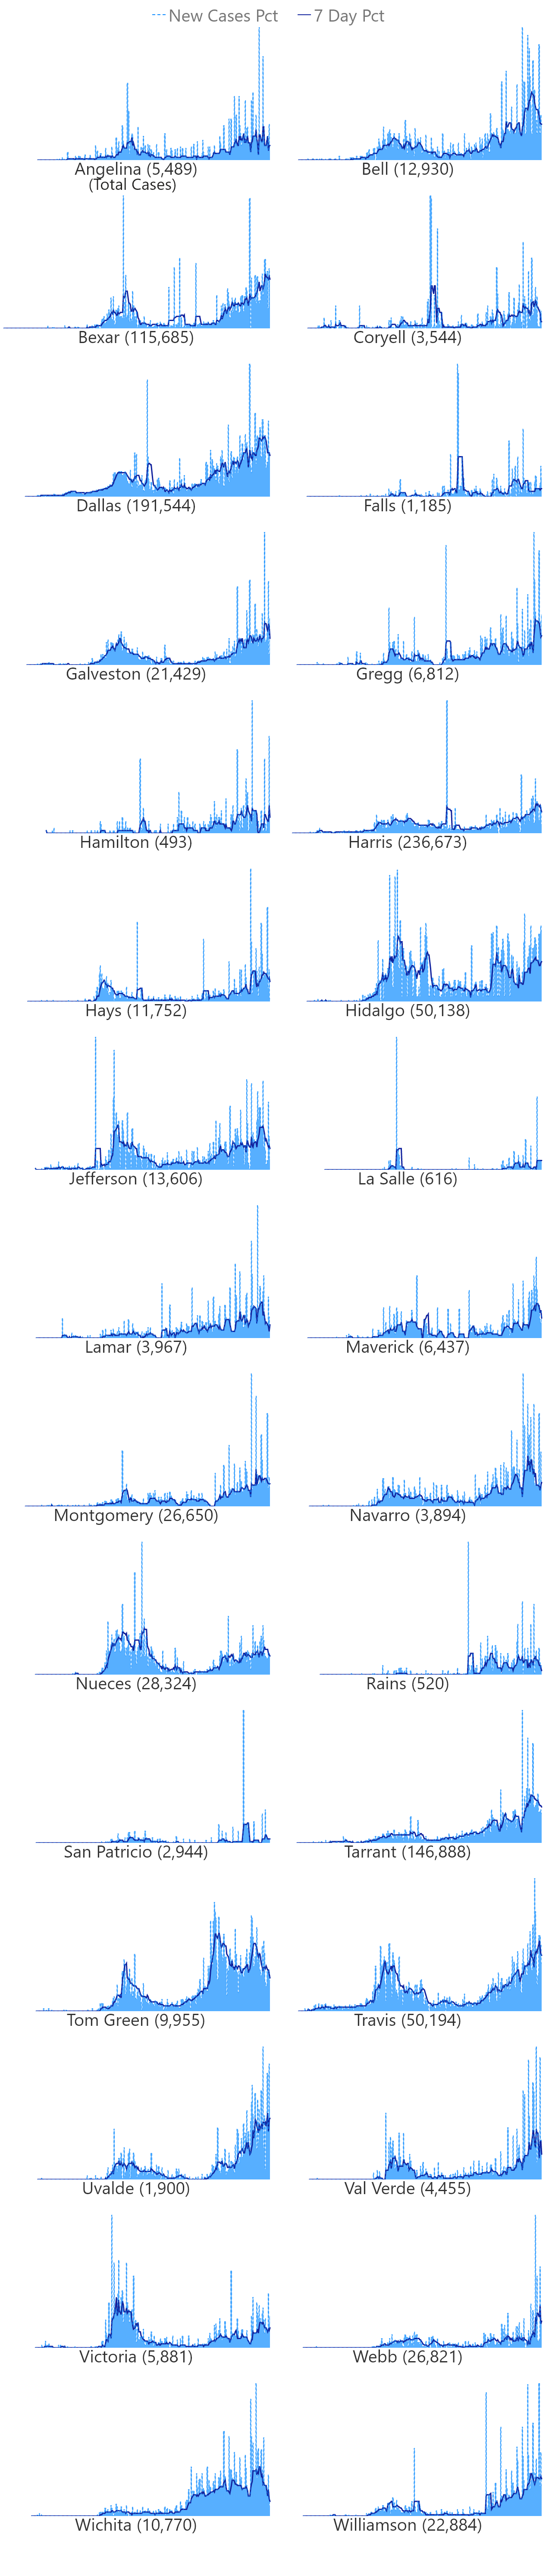 New Cases Pct 7 Day Pct
Angelina (5,489) Bell (12,930)
(Total Cases)
Bexar (115,685) Coryell (3,544)
Dallas (191,544) Falls (1,185)
Galveston (21,429) Gregg (6,812)
Hamilton (493) Harris (236,673)
Hays (11,752) Hidalgo (50,138)
Jefferson (13,606) La Salle (616)
Lamar (3,967) Maverick (6,437)
Montgomery (26,650) Navarro (3,894)
Nueces (28,324) Rains (520)
San Patricio (2,944) Tarrant (146,888)
Tom Green (9,955) Travis (50,194)
Uvalde (1,900) Val Verde (4,455)
Victoria (5,881) Webb (26,821)
Wichita (10,770) Williamson (22,884)